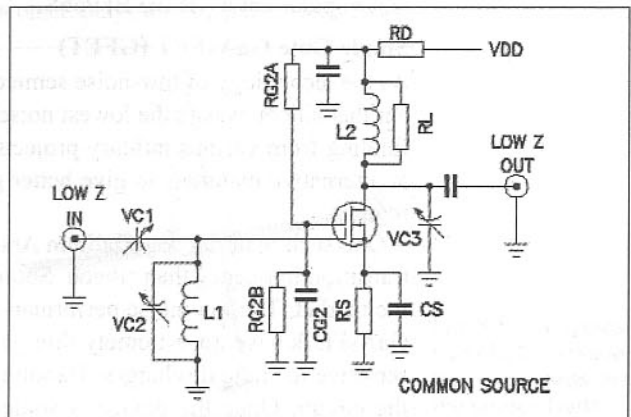 RD
VDD
RG2A
L2
RL
LOW Z
OUT
LOW Z
IN
VC1
VC3
VC2
L1
RG2B
CG2
RS
CS
COMMON SOURCE